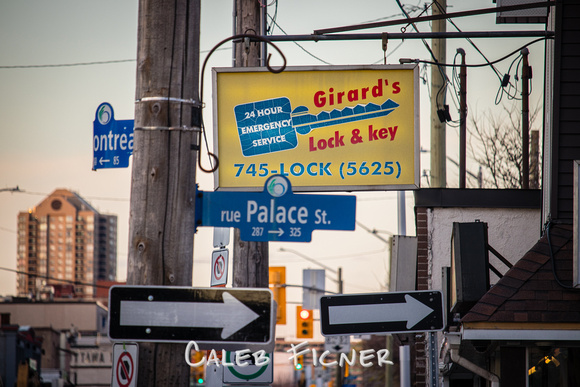 Girard's
24 HOUR
EMERGENCY
SERVICE
Lock & key
745-LOCK (5625)
ontrea
← 85
rue Palace St.
287 → 325
CALEB FICNER